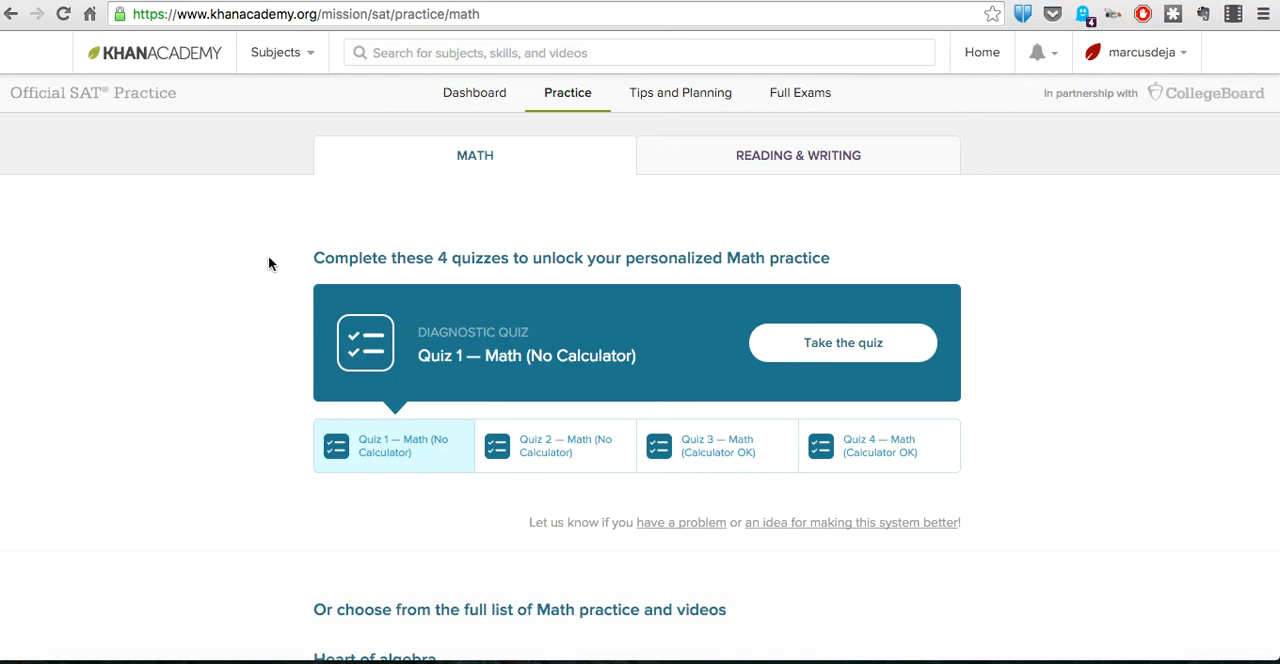 https://www.khanacademy.org/mission/sat/practice/math
4
KHANACADEMY
Subjects
Search for subjects, skills, and videos
Home
marcusdeja
Official SAT® Practice
Dashboard
Practice
Tips and Planning
Full Exams
In partnership with CollegeBoard
MATH
READING & WRITING
Complete these 4 quizzes to unlock your personalized Math practice
DIAGNOSTIC QUIZ
Quiz 1 — Math (No Calculator)
Take the quiz
Quiz 1 — Math (No
Calculator)
Quiz 2 — Math (No
Calculator)
Quiz 3 — Math
(Calculator OK)
Quiz 4 — Math
(Calculator OK)
Let us know if you have a problem or an idea for making this system better!
Or choose from the full list of Math practice and videos
Heart of algebra